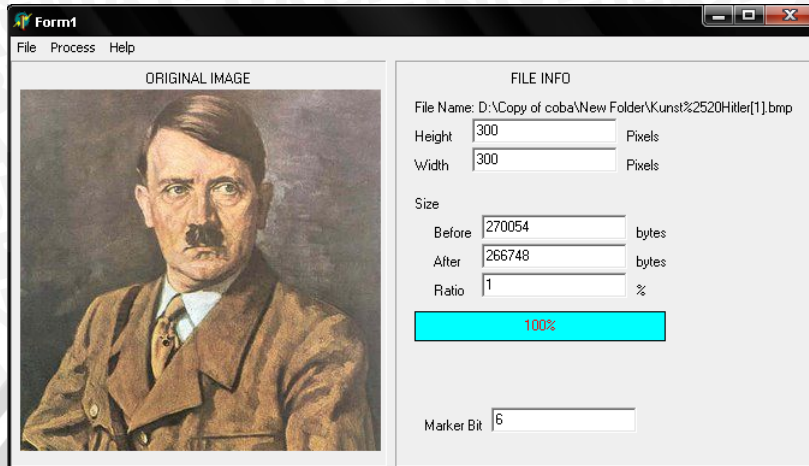 Form1
File Process Help
ORIGINAL IMAGE
FILE INFO
File Name: D:\Copy of coba\New Folder\Kunst%2520Hitler[1].bmp
Height 300 Pixels
Width 300 Pixels
Size
Before 270054 bytes
After 266748 bytes
Ratio 1 %
100%
Marker Bit 6